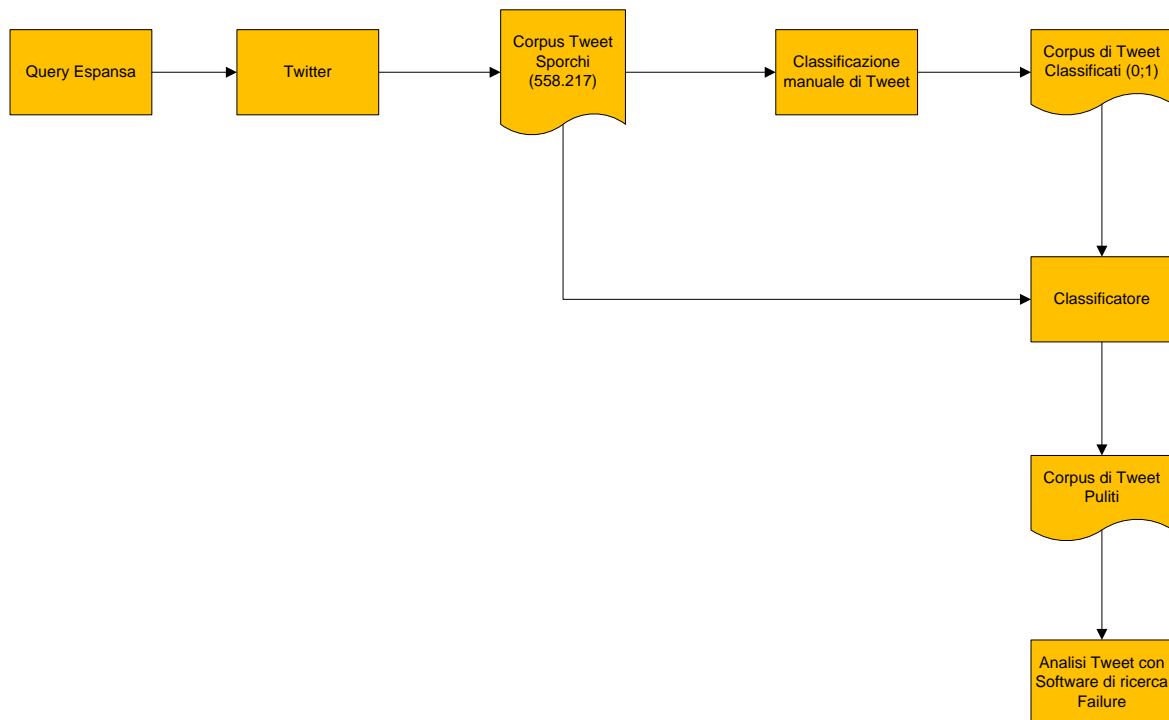 Query Espansa
Twitter
Corpus Tweet
Sporchi
(558.217)
Classificazione
manuale di Tweet
Corpus di Tweet
Classificati (0;1)
Classificatore
Corpus di Tweet
Puliti
Analisi Tweet con
Software di ricerca
Failure